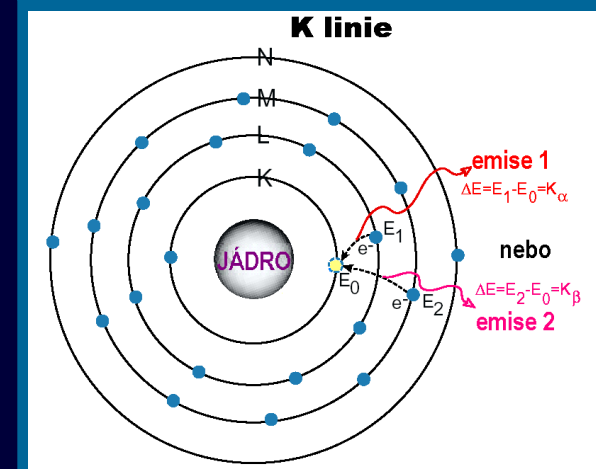 K linie
N
M
L
K
emise 1
ΔE=E₁-E₀=Kα
E₁
e-
JÁDRO
nebo
E₀
ΔE=E₂-E₀=Kβ
e-
E₂
emise 2